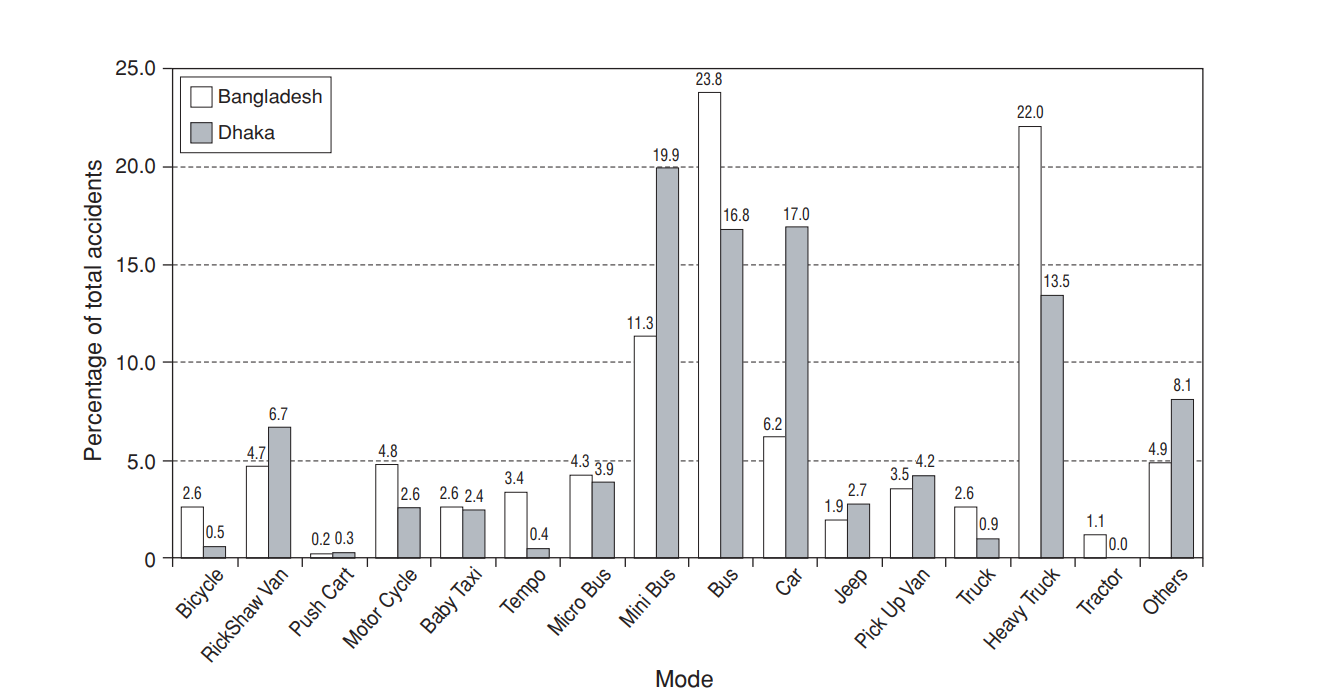 25.0
20.0
15.0
10.0
5.0
0
Percentage of total accidents
Bangladesh
Dhaka
2.6 0.5
4.7 6.7
0.2 0.3
4.8 2.6
2.6 2.4
3.4 0.4
4.3 3.9
11.3 19.9
23.8 16.8
6.2 17.0
1.9 2.7
3.5 4.2
2.6 0.9
22.0 13.5
1.1 0.0
4.9 8.1
Bicycle
RickShaw Van
Push Cart
Motor Cycle
Baby Taxi
Tempo
Micro Bus
Mini Bus
Bus
Car
Jeep
Pick Up Van
Truck
Heavy Truck
Tractor
Others
Mode